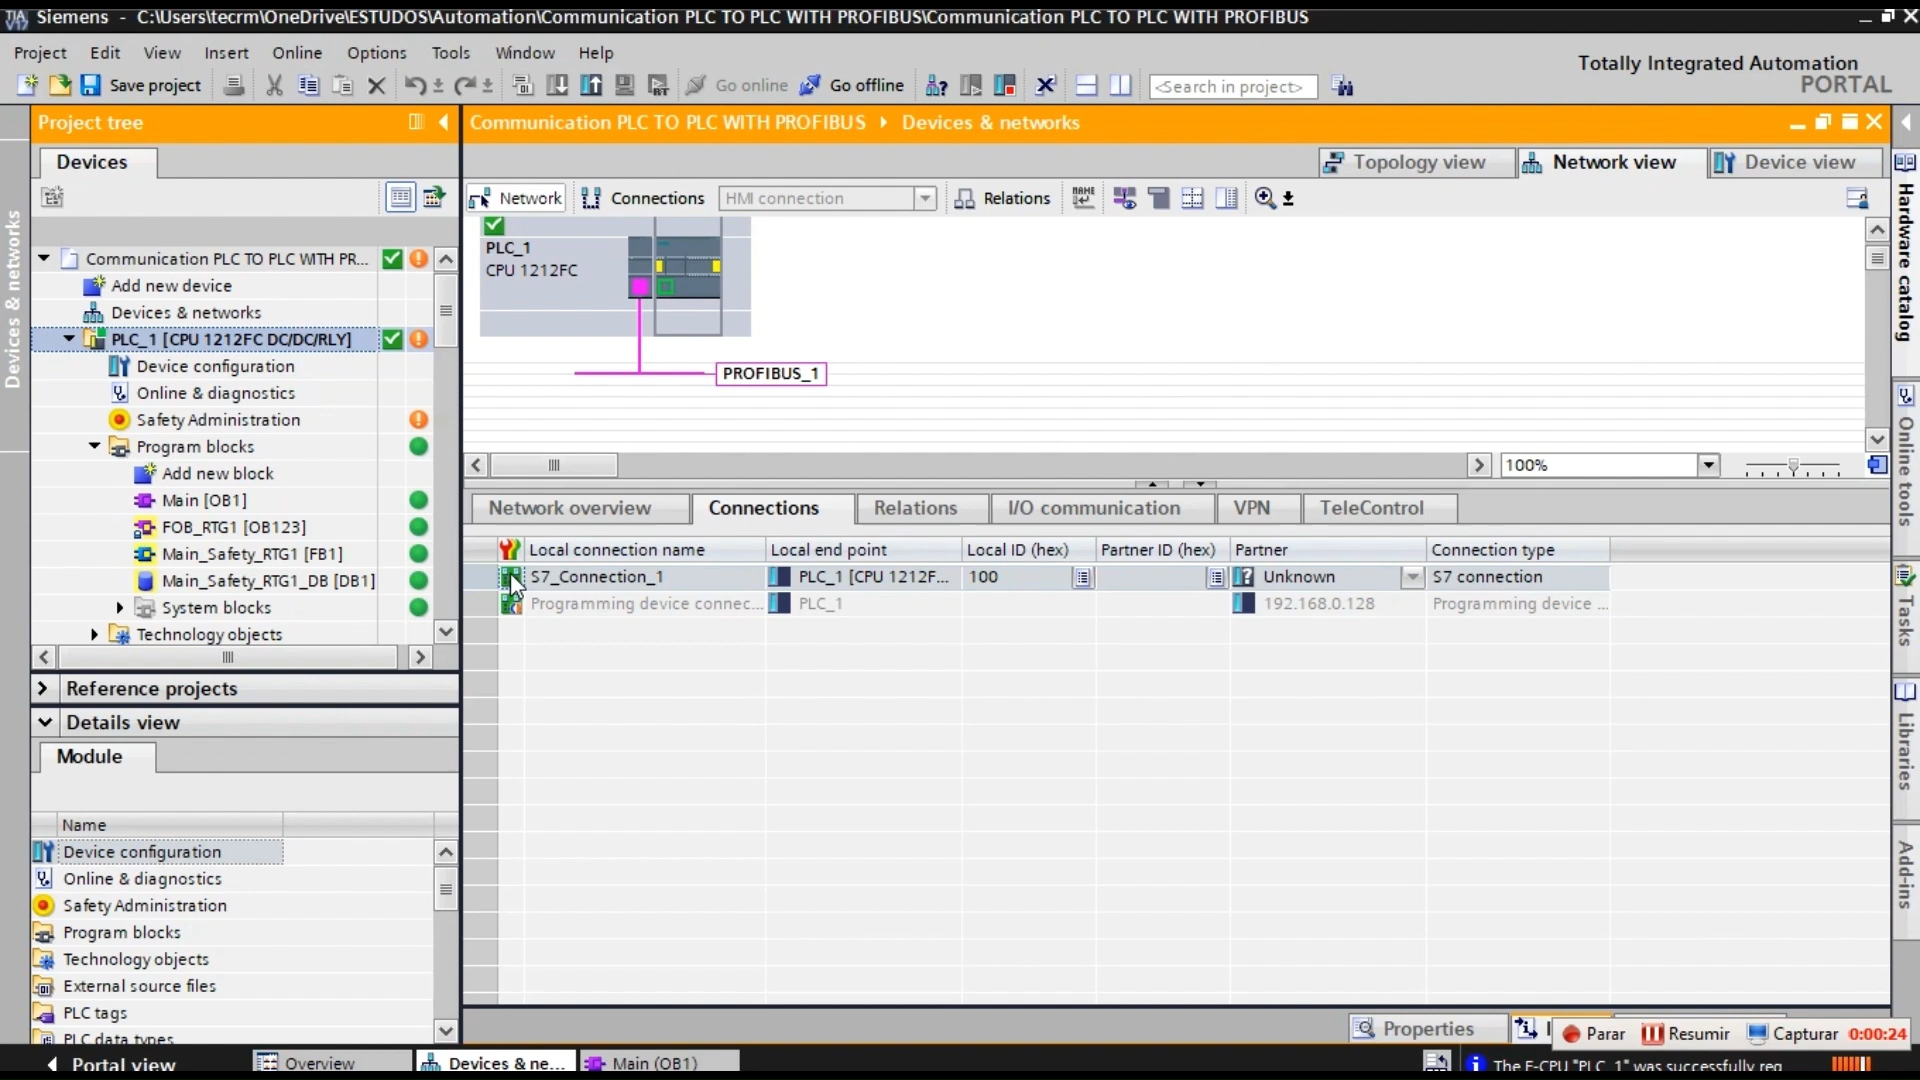 Siemens - C:\Users\tecrm\OneDrive\ESTUDOS\Automation\Communication PLC TO PLC WITH PROFIBUS\Communication PLC TO PLC WITH PROFIBUS
Project Edit View Insert Online Options Tools Window Help
Totally Integrated Automation
PORTAL
Save project Go online Go offline <Search in project>
Project tree
Communication PLC TO PLC WITH PROFIBUS Devices & networks
Devices
Topology view Network view Device view
Network Connections HMI connection Relations
Devices & networks
Communication PLC TO PLC WITH PR...
Add new device
Devices & networks
PLC_1 [CPU 1212FC DC/DC/RLY]
Device configuration
Online & diagnostics
Safety Administration
Program blocks
Add new block
Main [OB1]
FOB_RTG1 [OB123]
Main_Safety_RTG1 [FB1]
Main_Safety_RTG1_DB [DB1]
System blocks
Technology objects
Reference projects
Details view
Module
Name
Device configuration
Online & diagnostics
Safety Administration
Program blocks
Technology objects
External source files
PLC tags
PLC data types
PLC_1
CPU 1212FC
PROFIBUS_1
100%
Network overview Connections Relations I/O communication VPN TeleControl
Local connection name Local end point Local ID (hex) Partner ID (hex) Partner Connection type
S7_Connection_1 PLC_1 [CPU 1212F... 100 Unknown S7 connection
Programming device connec... PLC_1 192.168.0.128 Programming device ...
Hardware catalog
Online tools
Tasks
Libraries
Add-ins
Properties
Parar Resumir Capturar 0:00:24
Portal view Overview Devices & ne... Main (OB1)
The F-CPU "PLC_1" was successfully req